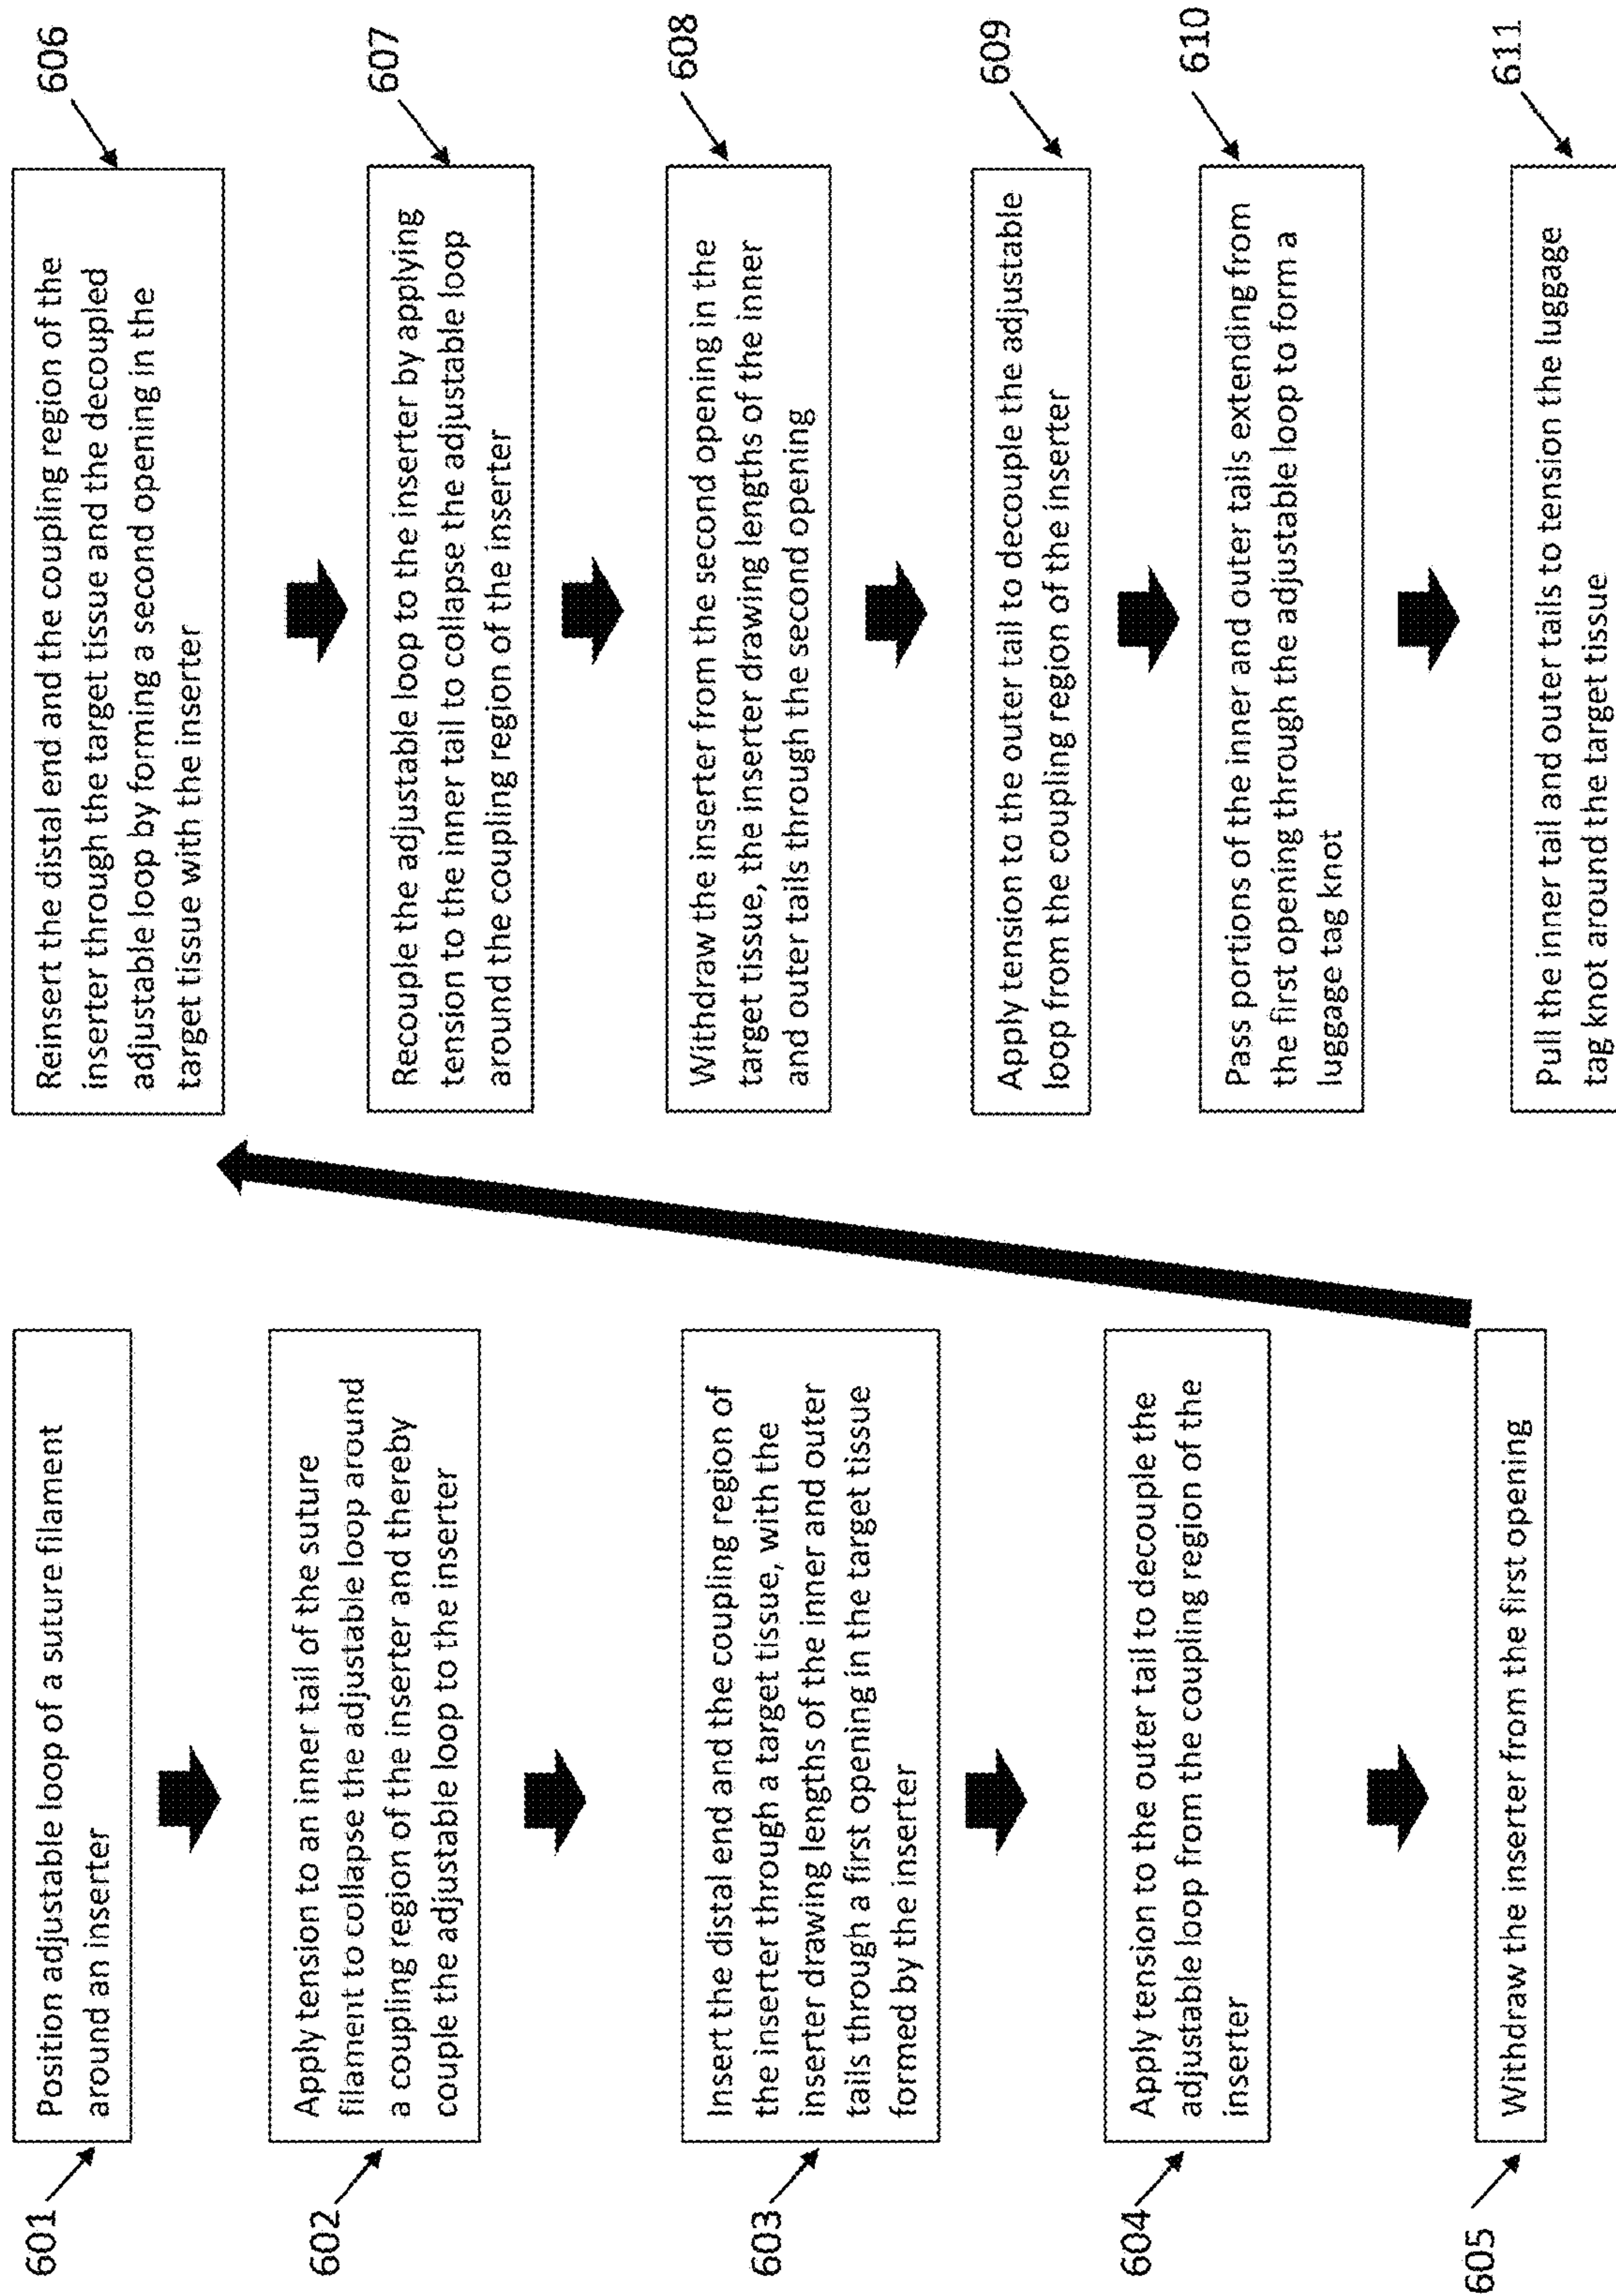 601
Position adjustable loop of a suture filament
around an inserter
602
Apply tension to an inner tail of the suture
filament to collapse the adjustable loop around
a coupling region of the inserter and thereby
couple the adjustable loop to the inserter
603
Insert the distal end and the coupling region of
the inserter through a target tissue, with the
inserter drawing lengths of the inner and outer
tails through a first opening in the target tissue
formed by the inserter
604
Apply tension to the outer tail to decouple the
adjustable loop from the coupling region of the
inserter
605
Withdraw the inserter from the first opening
606
Reinsert the distal end and the coupling region of the
inserter through the target tissue and the decoupled
adjustable loop by forming a second opening in the
target tissue with the inserter
607
Recouple the adjustable loop to the inserter by applying
tension to the inner tail to collapse the adjustable loop
around the coupling region of the inserter
608
Withdraw the inserter from the second opening in the
target tissue, the inserter drawing lengths of the inner
and outer tails through the second opening
609
Apply tension to the outer tail to decouple the adjustable
loop from the coupling region of the inserter
610
Pass portions of the inner and outer tails extending from
the first opening through the adjustable loop to form a
luggage tag knot
611
Pull the inner tail and outer tails to tension the luggage
tag knot around the target tissue